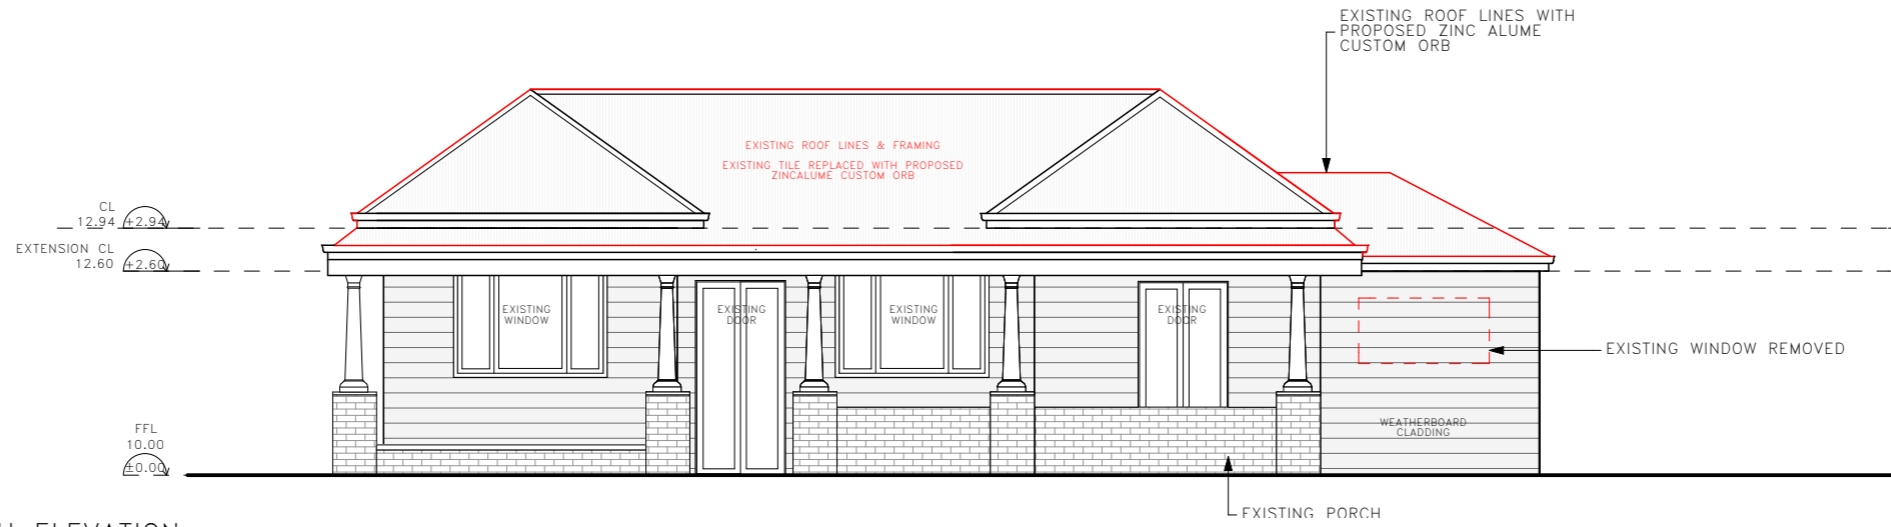 EXISTING ROOF LINES WITH
PROPOSED ZINC ALUME
CUSTOM ORB
EXISTING ROOF LINES & FRAMING
EXISTING TILE REPLACED WITH PROPOSED
ZINCALUME CUSTOM ORB
CL
12.94 +2.94
EXTENSION CL
12.60 +2.60
EXISTING
WINDOW
EXISTING
DOOR
EXISTING
WINDOW
EXISTING
DOOR
EXISTING WINDOW REMOVED
WEATHERBOARD
CLADDING
FFL
10.00
±0.00
EXISTING PORCH
ELEVATION